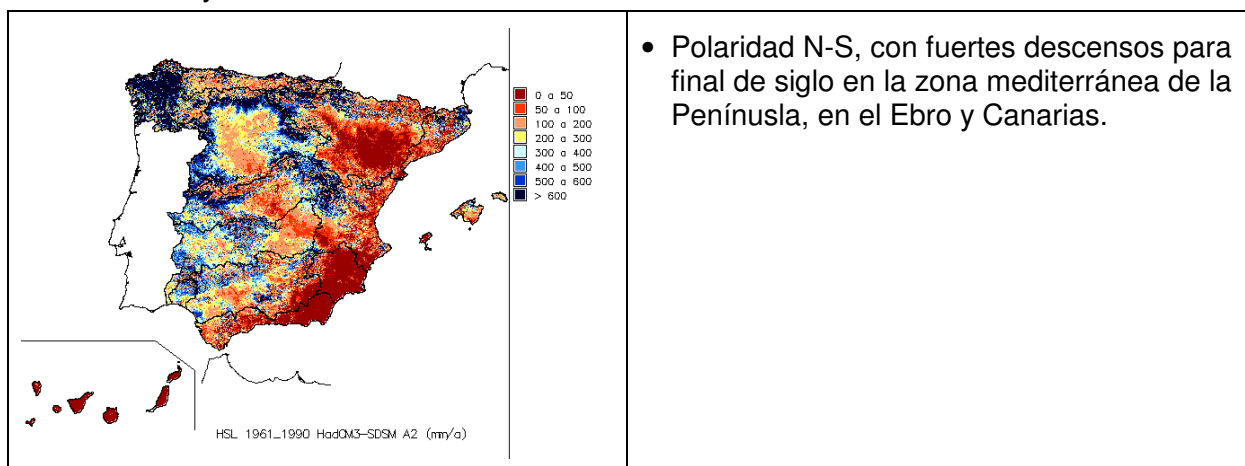 0 a 50
50 a 100
100 a 200
200 a 300
300 a 400
400 a 500
500 a 600
> 600
HSL 1961_1990 HadCM3-SDSM A2 (mm/a)
• Polaridad N-S, con fuertes descensos para
final de siglo en la zona mediterránea de la
Penínusla, en el Ebro y Canarias.